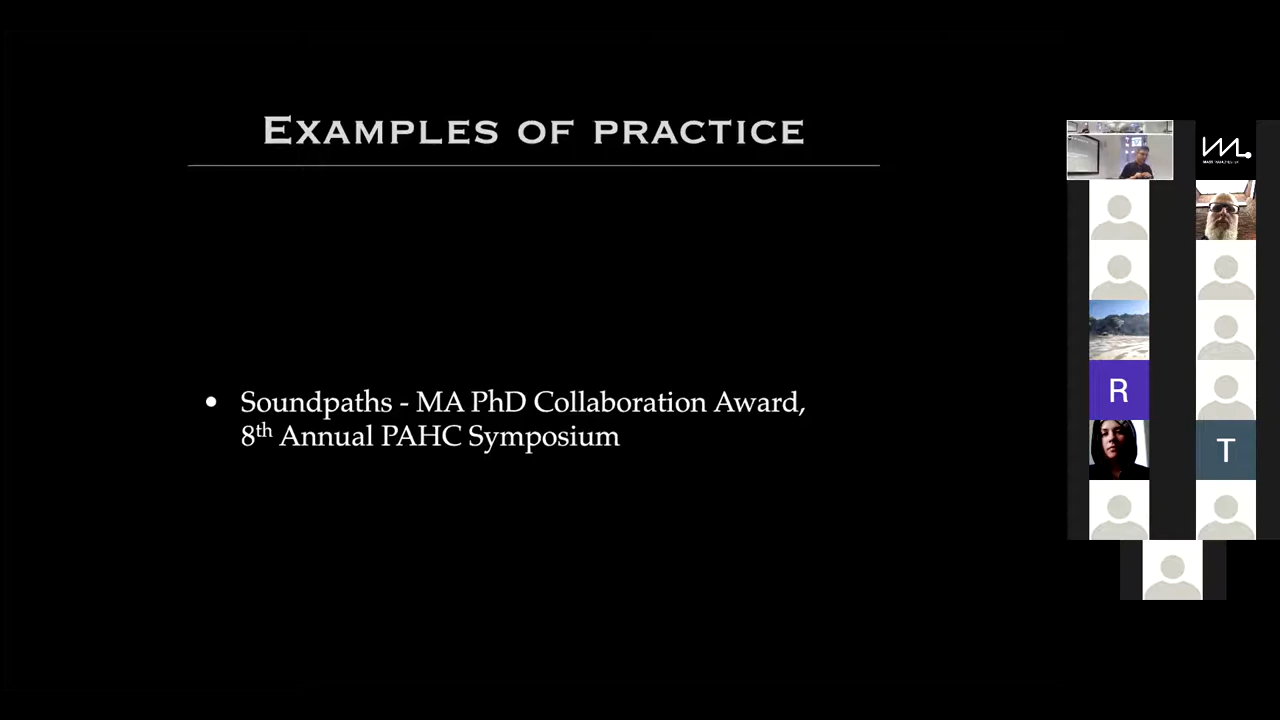 EXAMPLES OF PRACTICE
• Soundpaths - MA PhD Collaboration Award,
8th Annual PAHC Symposium
R
T